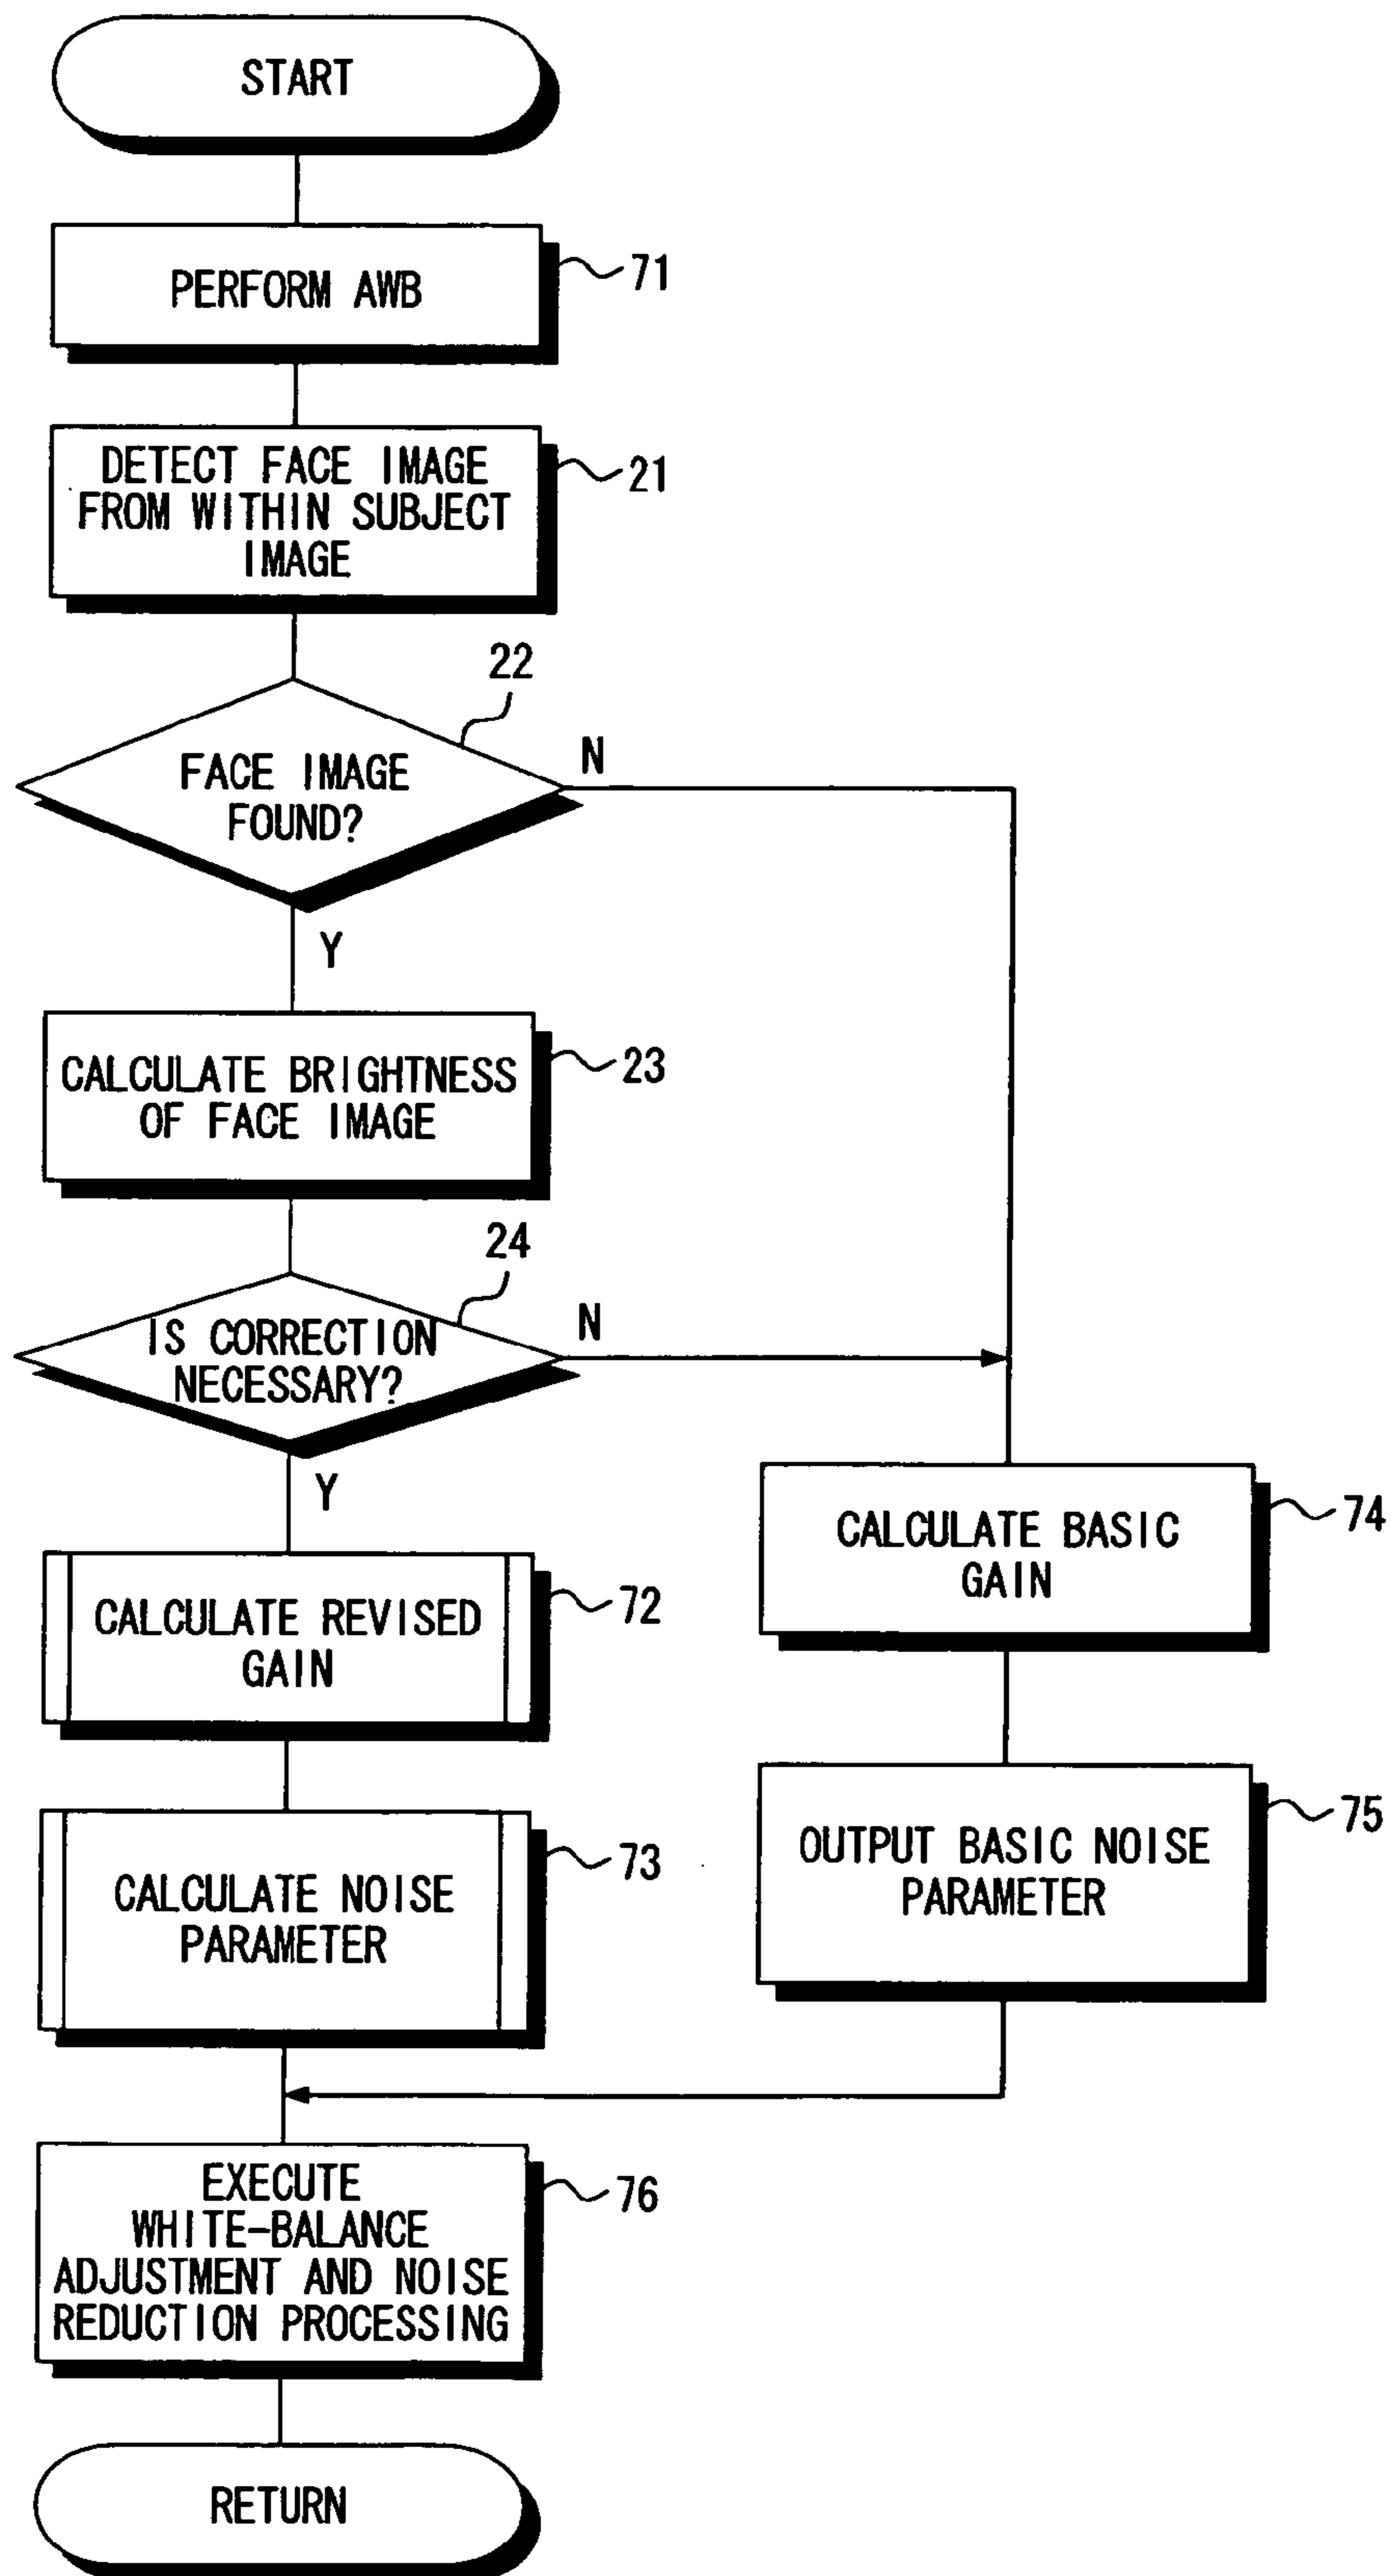 START
PERFORM AWB
71
DETECT FACE IMAGE
FROM WITHIN SUBJECT
IMAGE
21
22
FACE IMAGE
FOUND?
N
Y
CALCULATE BRIGHTNESS
OF FACE IMAGE
23
24
IS CORRECTION
NECESSARY?
N
Y
CALCULATE REVISED
GAIN
72
CALCULATE BASIC
GAIN
74
CALCULATE NOISE
PARAMETER
73
OUTPUT BASIC NOISE
PARAMETER
75
EXECUTE
WHITE-BALANCE
ADJUSTMENT AND NOISE
REDUCTION PROCESSING
76
RETURN